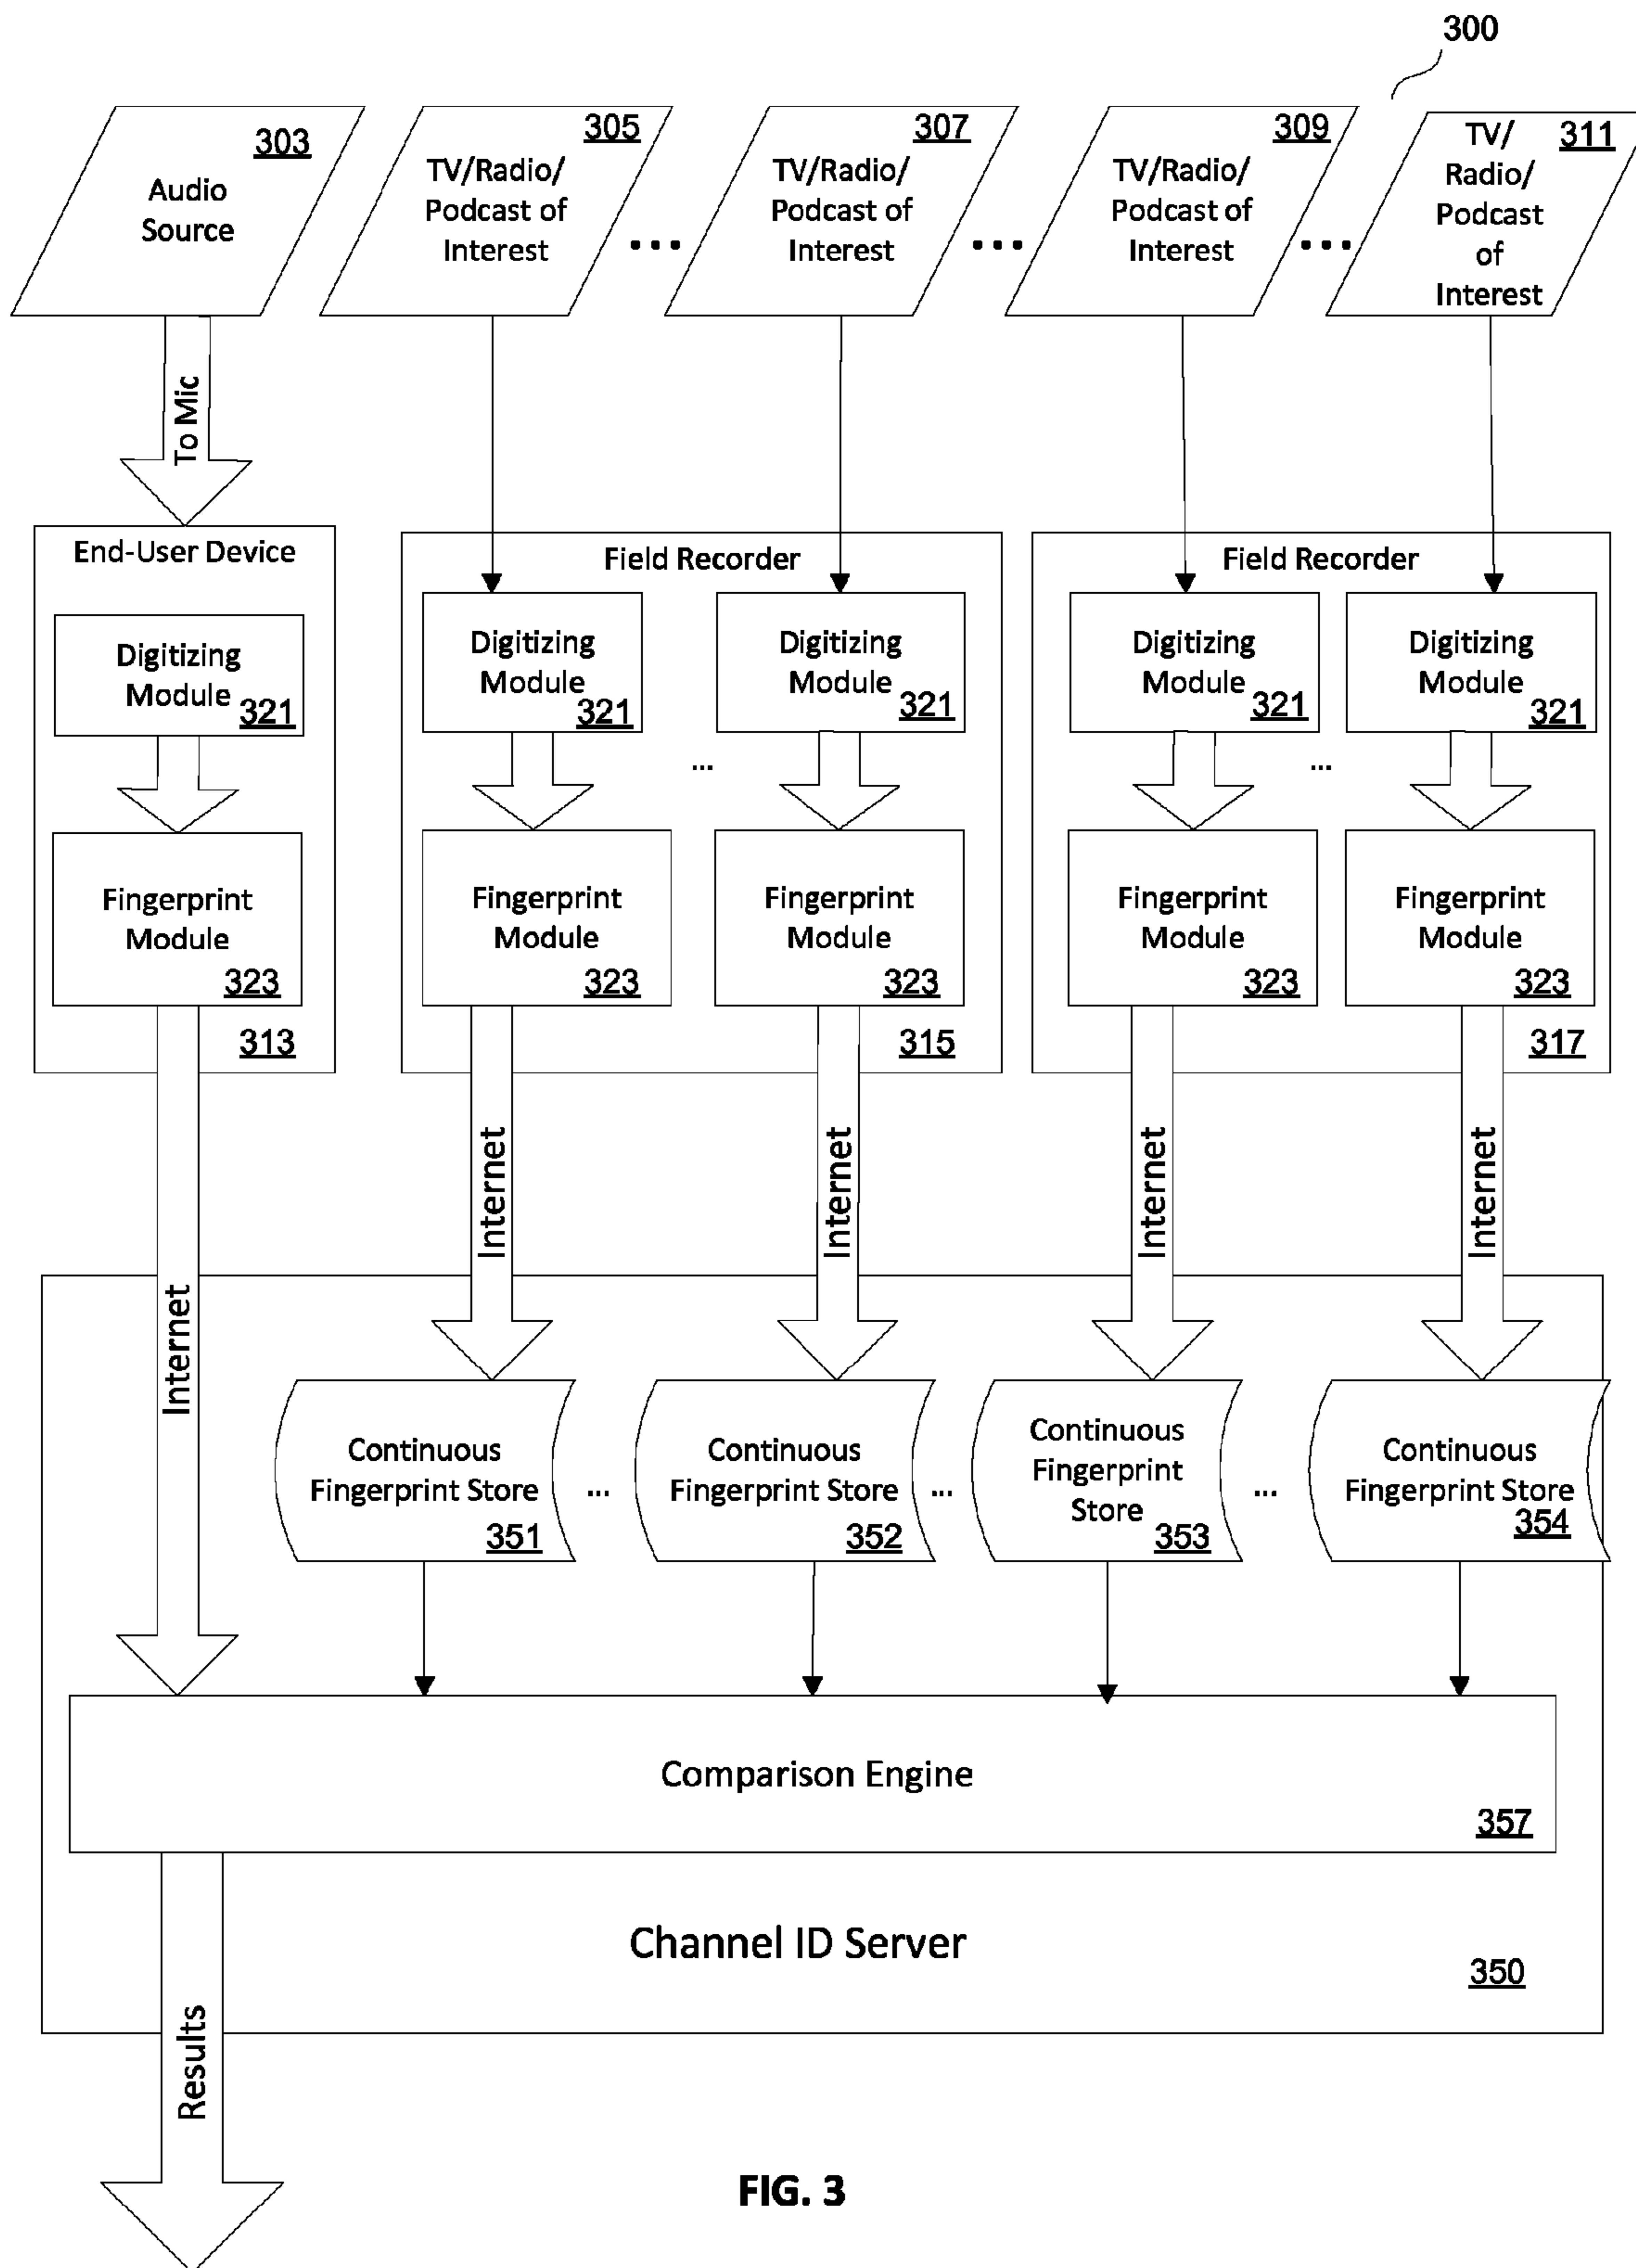 300
303
Audio
Source
305
TV/Radio/
Podcast of
Interest
...
307
TV/Radio/
Podcast of
Interest
...
309
TV/Radio/
Podcast of
Interest
...
311
TV/
Radio/
Podcast
of
Interest
To Mic
End-User Device
Digitizing
Module
321
Fingerprint
Module
323
313
Field Recorder
Digitizing
Module
321
Digitizing
Module
321
...
Fingerprint
Module
323
Fingerprint
Module
323
315
Field Recorder
Digitizing
Module
321
Digitizing
Module
321
...
Fingerprint
Module
323
Fingerprint
Module
323
317
Internet
Internet
Internet
Internet
Internet
Continuous
Fingerprint Store
351
...
Continuous
Fingerprint Store
352
...
Continuous
Fingerprint
Store
353
...
Continuous
Fingerprint Store
354
Comparison Engine
357
Channel ID Server
350
Results
FIG. 3